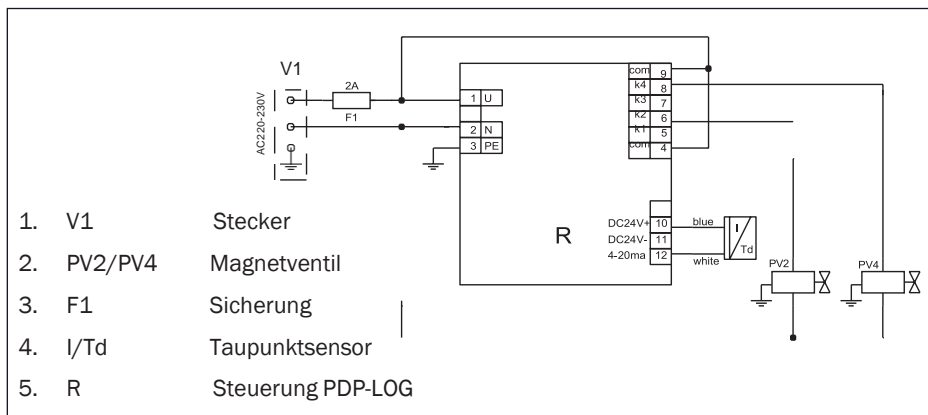 V1
AC220-230V
2A
F1
1 U
2 N
3 PE
com 9
k4 8
k3 7
k2 6
k1 5
com 4
R
DC24V+ 10 blue
DC24V- 11
4-20ma 12 white
I
Td
PV2
PV4
1. V1 Stecker
2. PV2/PV4 Magnetventil
3. F1 Sicherung
4. I/Td Taupunktsensor
5. R Steuerung PDP-LOG